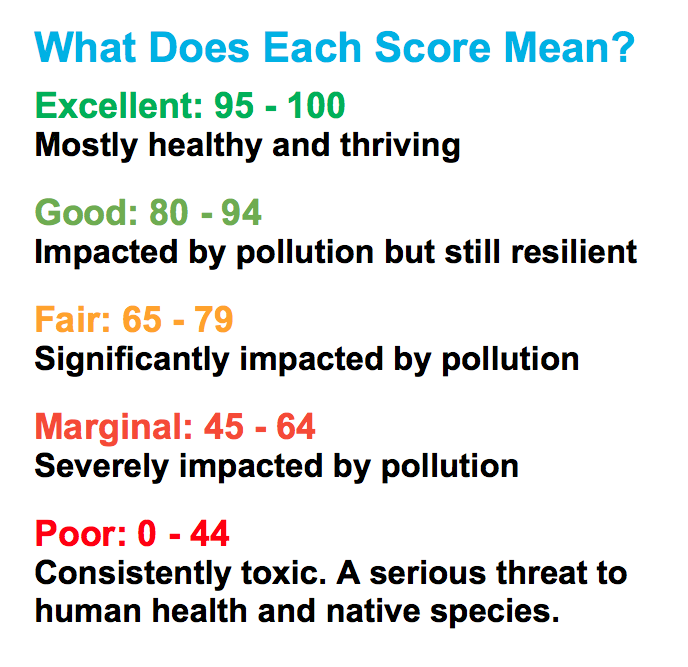 What Does Each Score Mean?
Excellent: 95 - 100
Mostly healthy and thriving
Good: 80 - 94
Impacted by pollution but still resilient
Fair: 65 - 79
Significantly impacted by pollution
Marginal: 45 - 64
Severely impacted by pollution
Poor: 0 - 44
Consistently toxic. A serious threat to
human health and native species.